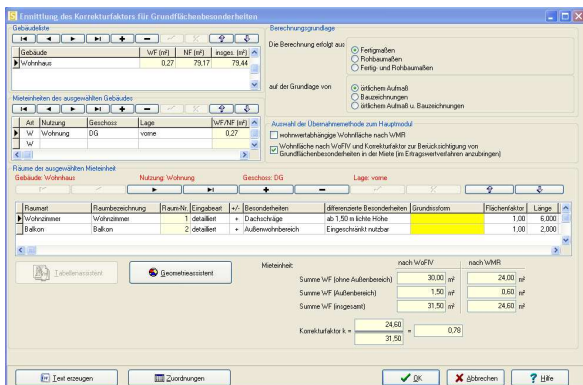 Ermittlung des Korrekturfaktors für Grundflächenbesonderheiten
Gebäudeliste
Gebäude WF (m²) NF (m²) insges. (m²)
Wohnhaus 0,27 79,17 79,44
Mieteinheiten des ausgewählten Gebäudes
Art Nutzung Geschoss Lage WF/NF (m²)
W Wohnung DG vorne 0,27
W
Berechnungsgrundlage
Die Berechnung erfolgt aus
Fertigmaßen
Rohbaumaßen
Fertig- und Rohbaumaßen
auf der Grundlage von
örtlichem Aufmaß
Bauzeichnungen
örtlichem Aufmaß u. Bauzeichnungen
Auswahl der Übernahmemethode zum Hauptmodul
wohnwertabhängige Wohnfläche nach WMR
Wohnfläche nach WoFIV und Korrekturfaktor zur Berücksichtigung von
Grundflächenbesonderheiten in der Miete (im Ertragswertverfahren anzubringen)
Räume der ausgewählten Mieteinheit
Gebäude: Wohnhaus Nutzung: Wohnung Geschoss: DG Lage: vorne
Raumart Raumbezeichnung Raum-Nr. Eingabeart +/- Besonderheiten differenzierte Besonderheiten Grundrissform Flächenfaktor Länge
Wohnzimmer Wohnzimmer 1 detailliert + Dachschräge ab 1,50 m lichte Höhe 1,00 6,000
Balkon Balkon 2 detailliert + Außenwohnbereich Eingeschränkt nutzbar 1,00 2,000
Tabellenassistent
Geometrieassistent
Mieteinheit: nach WoFIV nach WMR
Summe WF (ohne Außenbereich) 30,00 m² 24,00 m²
Summe WF (Außenbereich) 1,50 m² 0,60 m²
Summe WF (insgesamt) 31,50 m² 24,60 m²
Korrekturfaktor k = 24,60 / 31,50 = 0,78
Text erzeugen
Zuordnungen
OK
Abbrechen
Hilfe